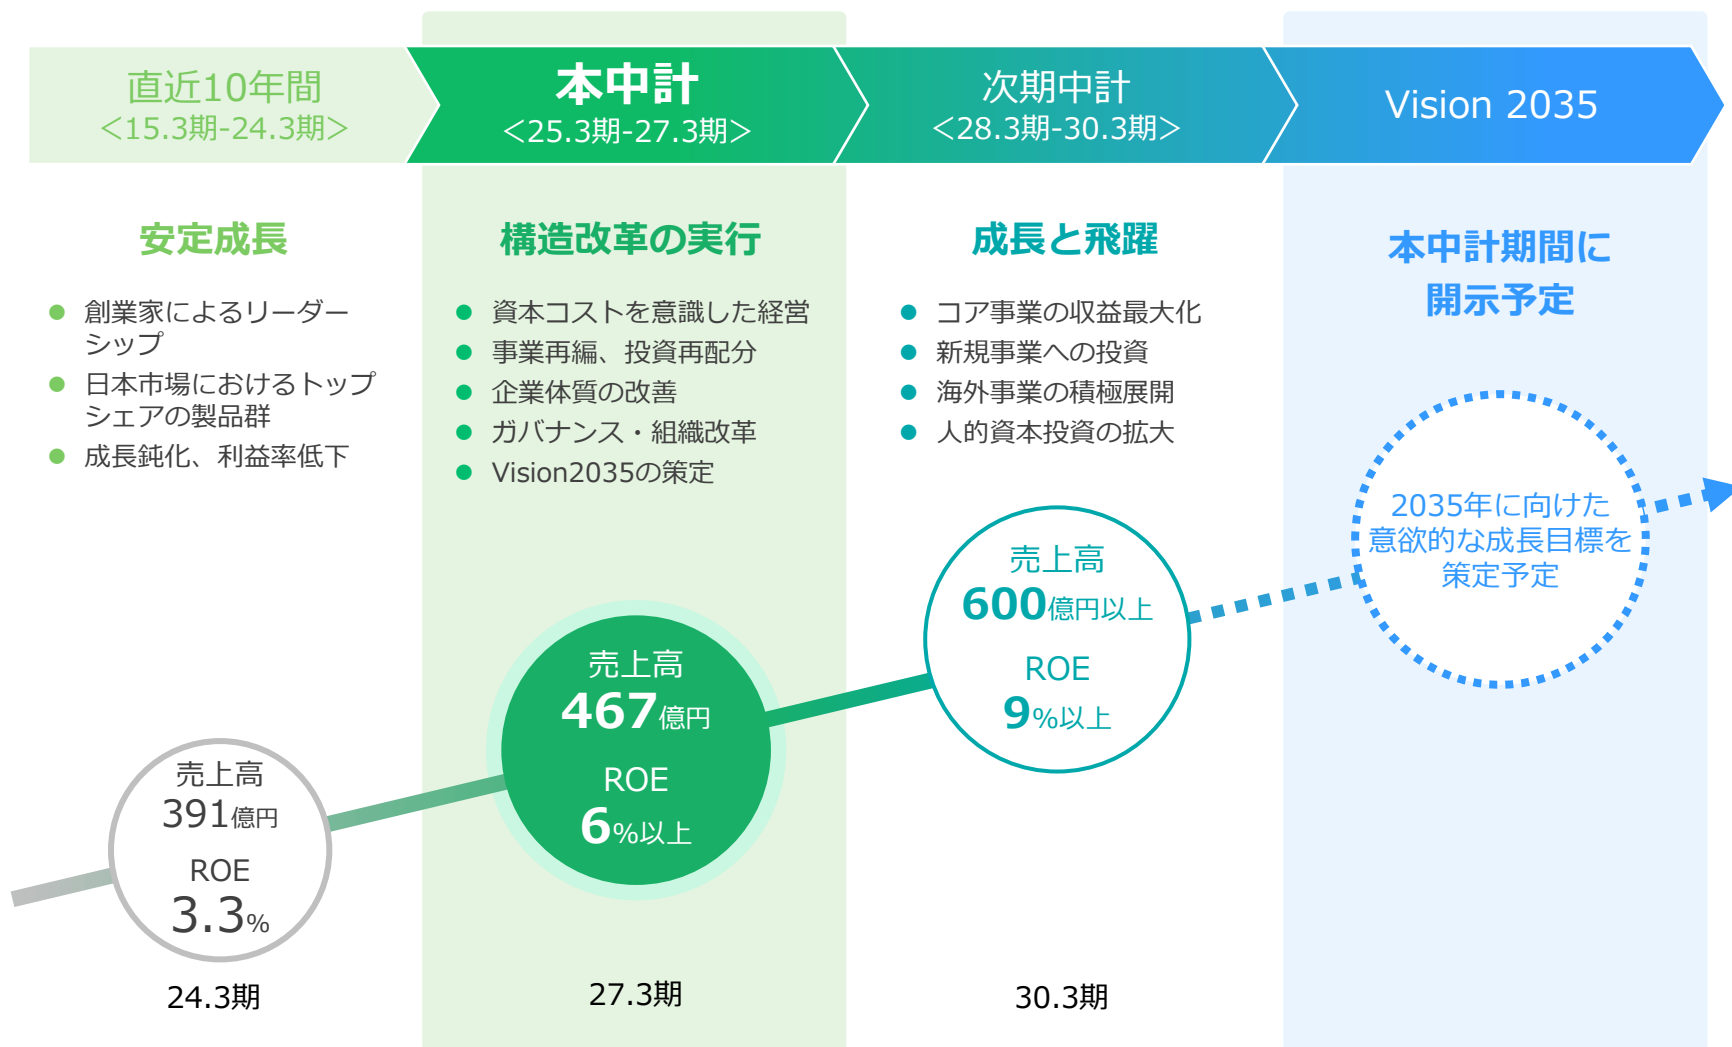 直近10年間
＜15.3期-24.3期＞
本中計
＜25.3期-27.3期＞
次期中計
＜28.3期-30.3期＞
Vision 2035
安定成長
● 創業家によるリーダー
シップ
● 日本市場におけるトップ
シェアの製品群
● 成長鈍化、利益率低下
構造改革の実行
● 資本コストを意識した経営
● 事業再編、投資再配分
● 企業体質の改善
● ガバナンス・組織改革
● Vision2035の策定
成長と飛躍
● コア事業の収益最大化
● 新規事業への投資
● 海外事業の積極展開
● 人的資本投資の拡大
本中計期間に
開示予定
売上高
391億円
ROE
3.3%
24.3期
売上高
467億円
ROE
6%以上
27.3期
売上高
600億円以上
ROE
9%以上
30.3期
2035年に向けた
意欲的な成長目標を
策定予定